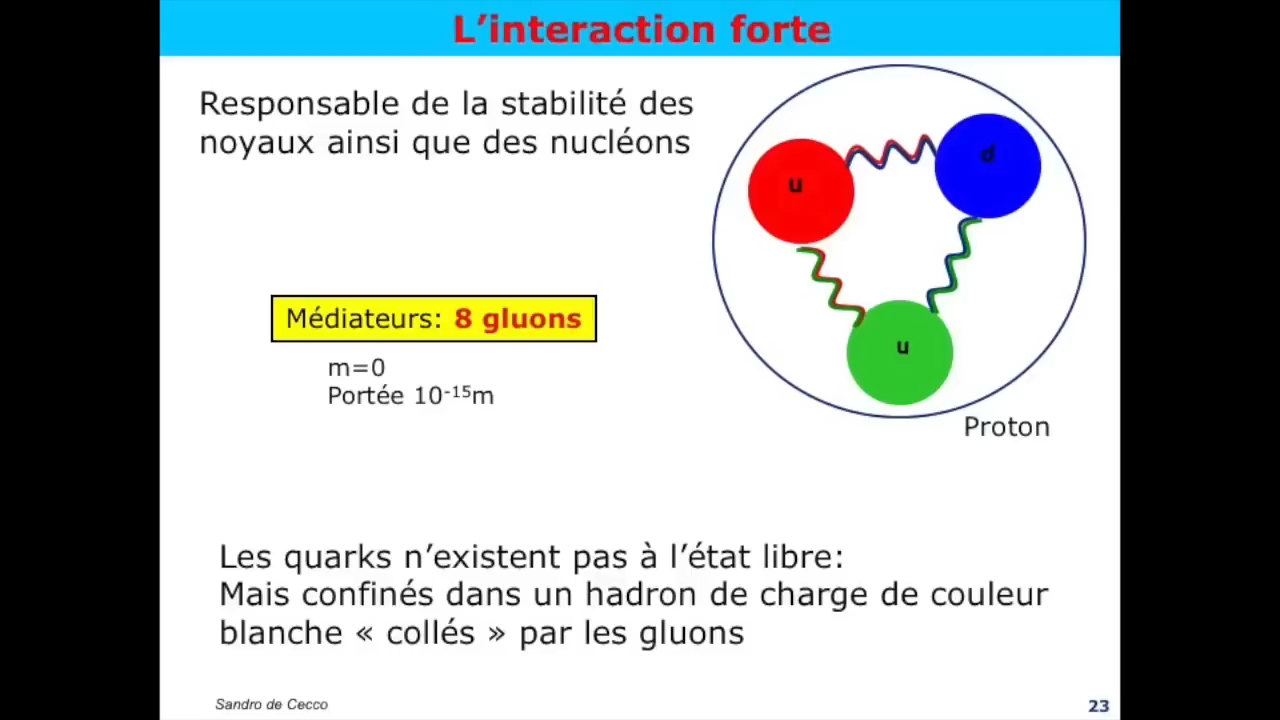 L’interaction forte
Responsable de la stabilité des
noyaux ainsi que des nucléons
u
d
u
Médiateurs: 8 gluons
m=0
Portée 10⁻¹⁵m
Proton
Les quarks n’existent pas à l’état libre:
Mais confinés dans un hadron de charge de couleur
blanche « collés » par les gluons
Sandro de Cecco
23